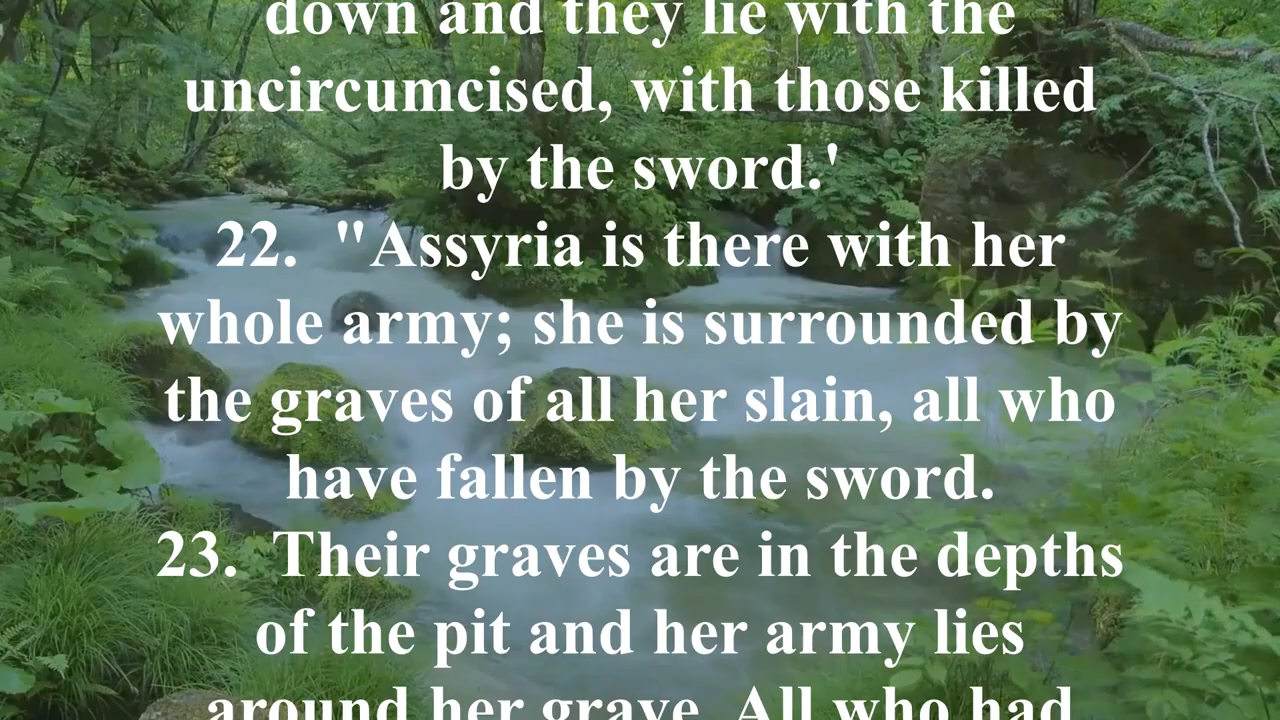 down and they lie with the
uncircumcised, with those killed
by the sword.'
22.  "Assyria is there with her
whole army; she is surrounded by
the graves of all her slain, all who
have fallen by the sword.
23.  Their graves are in the depths
of the pit and her army lies
around her grave. All who had